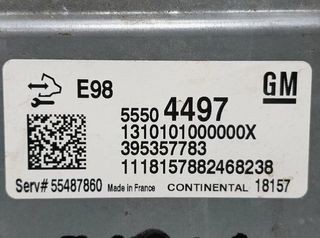 E98
GM
5550 4497
1310101000000X
395357783
1118157882468238
Serv# 55487860 Made in France CONTINENTAL 18157